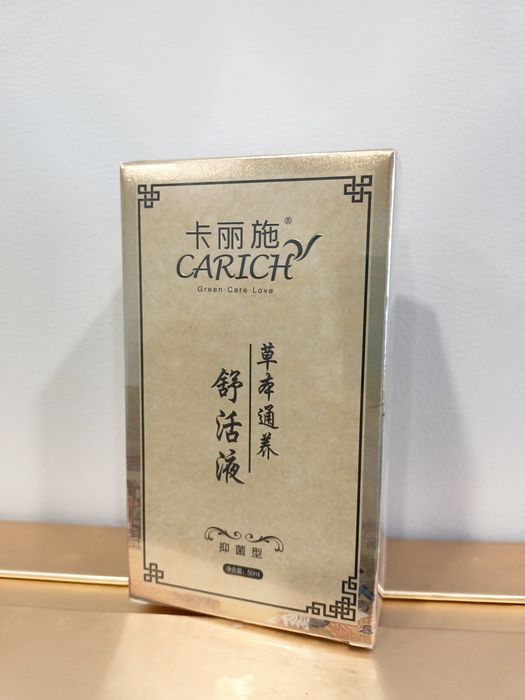 卡丽施®
CARICH
Green·Care·Love
草本通养
舒活液
抑菌型
净含量：60ml